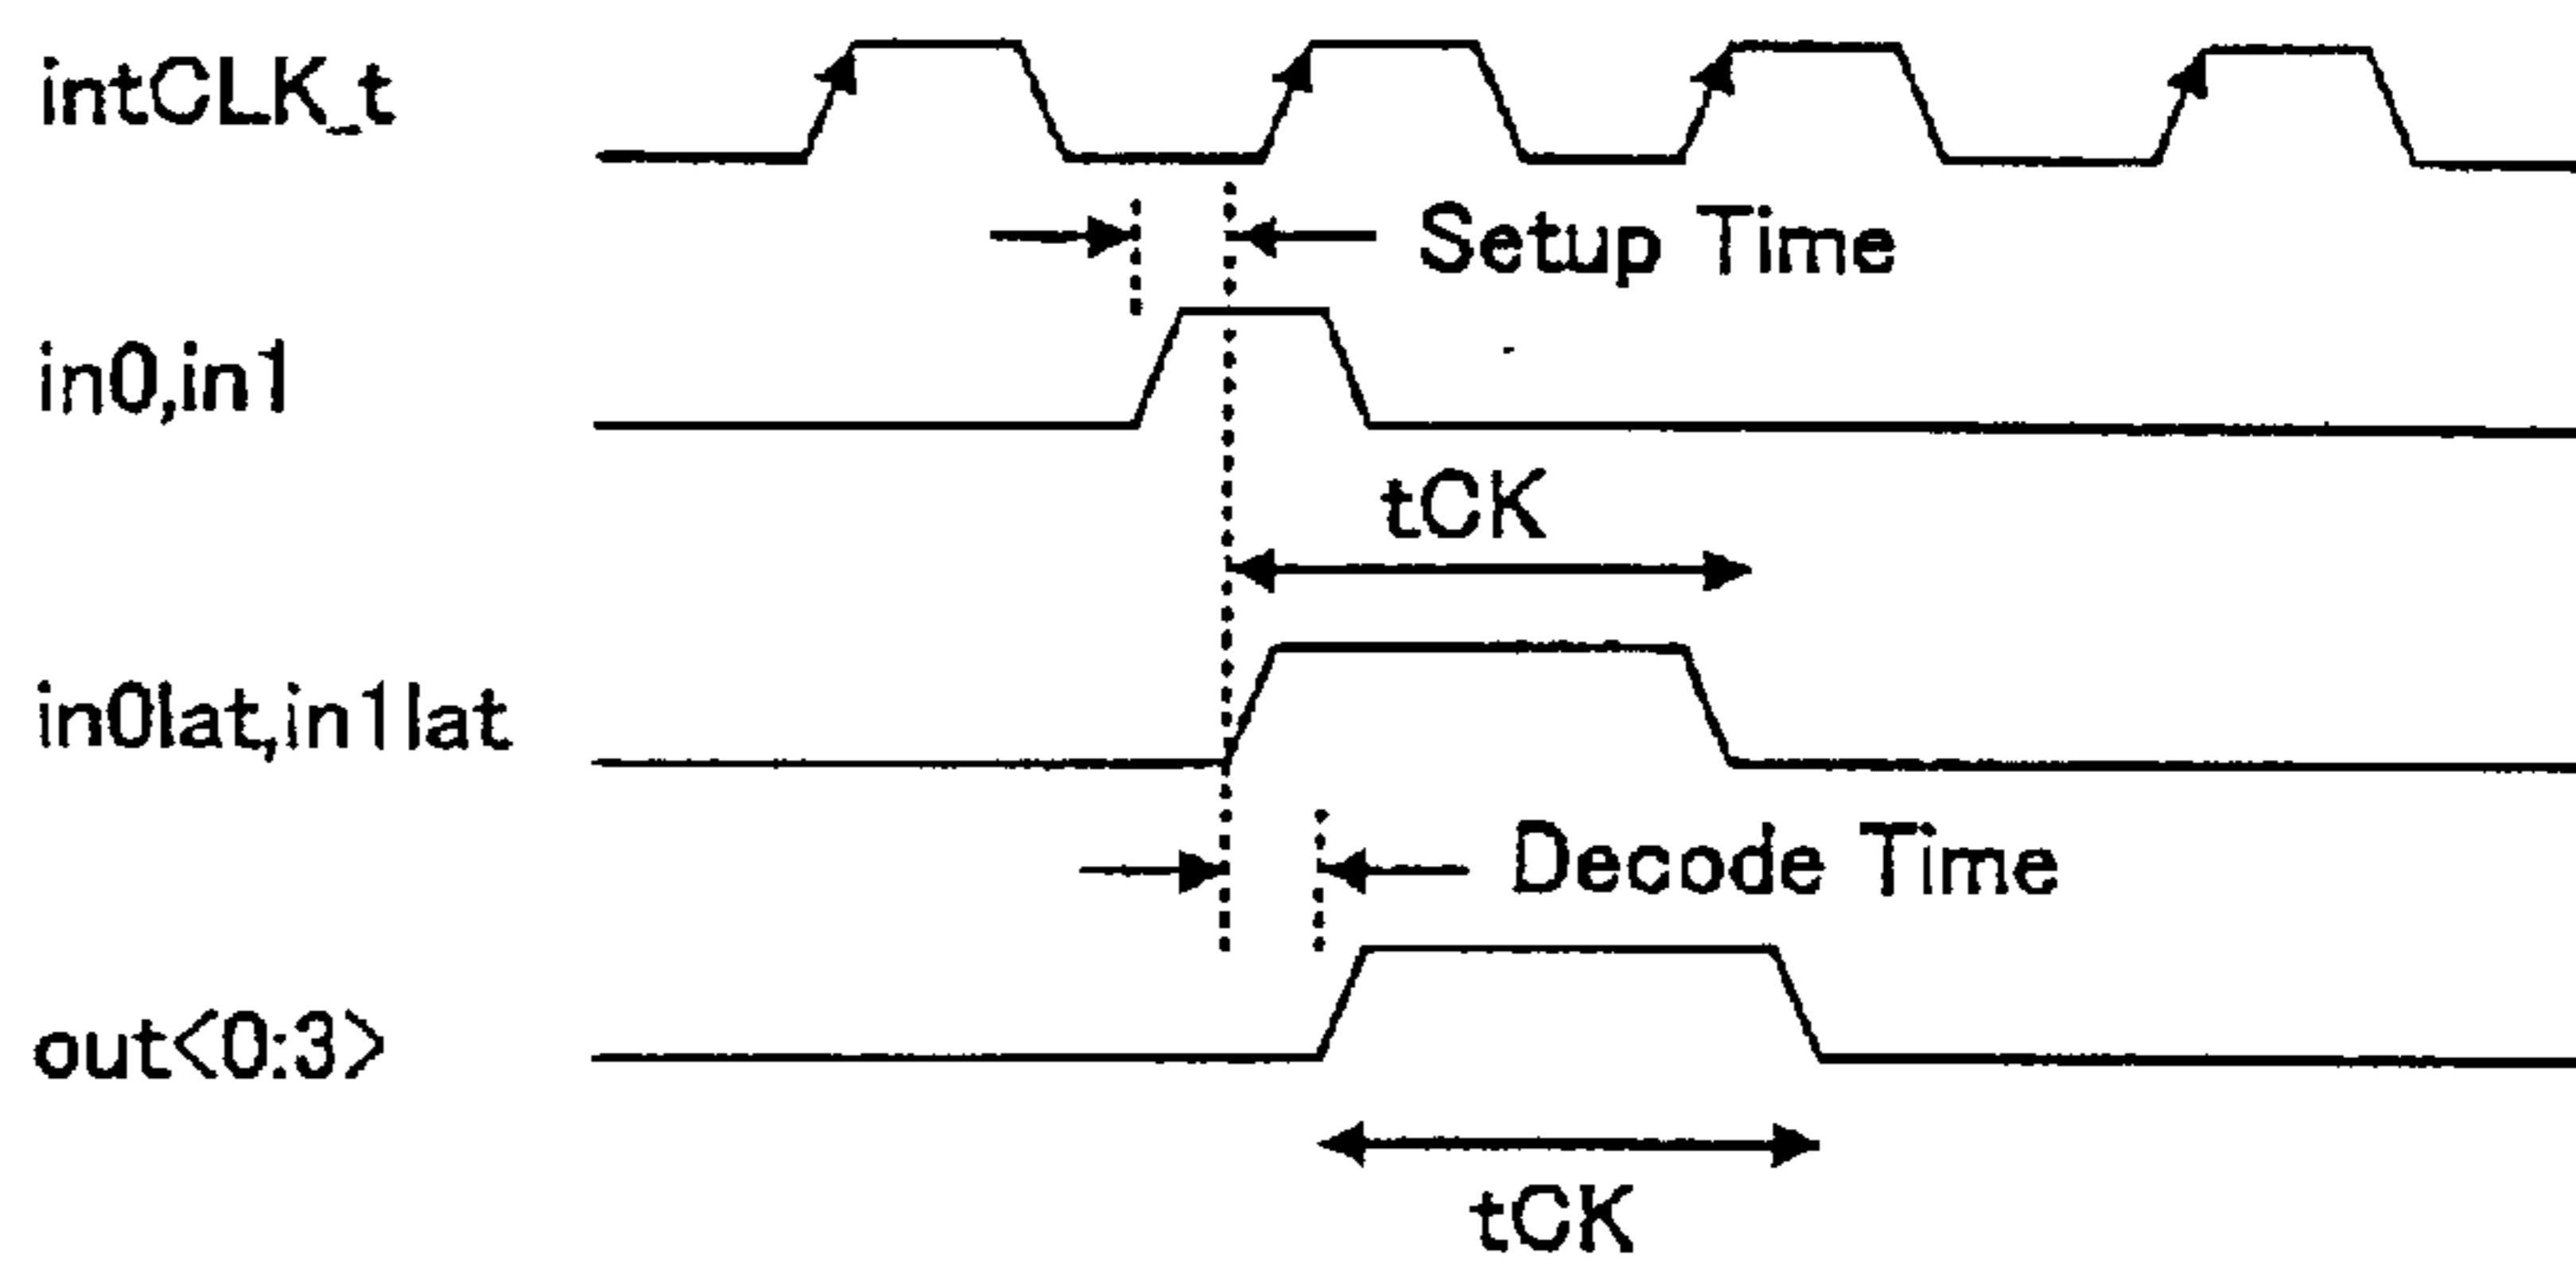 intCLK_t
Setup Time
in0,in1
tCK
in0lat,in1lat
Decode Time
out<0:3>
tCK